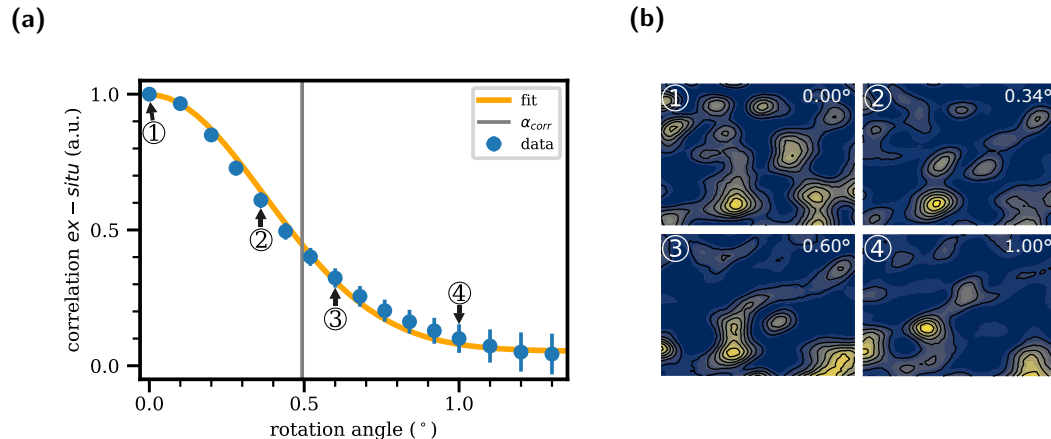 (a)
(b)
correlation ex − situ (a.u.)
1.0
0.5
0.0
0.0
0.5
1.0
rotation angle (°)
fit
α_corr
data
①
②
③
④
① 0.00°
② 0.34°
③ 0.60°
④ 1.00°